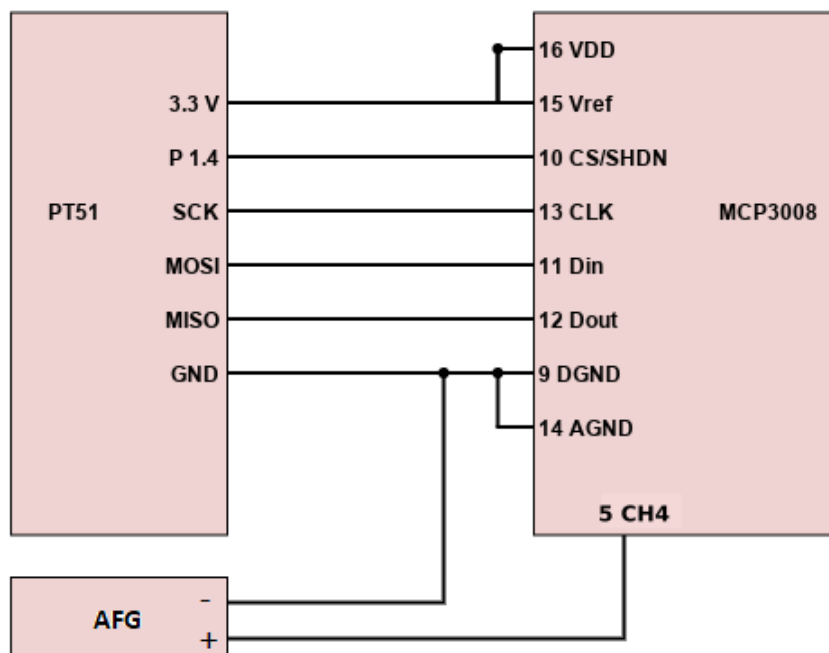 16 VDD
3.3 V 15 Vref
P 1.4 10 CS/SHDN
PT51 SCK 13 CLK MCP3008
MOSI 11 Din
MISO 12 Dout
GND 9 DGND
14 AGND
5 CH4
-
AFG
+